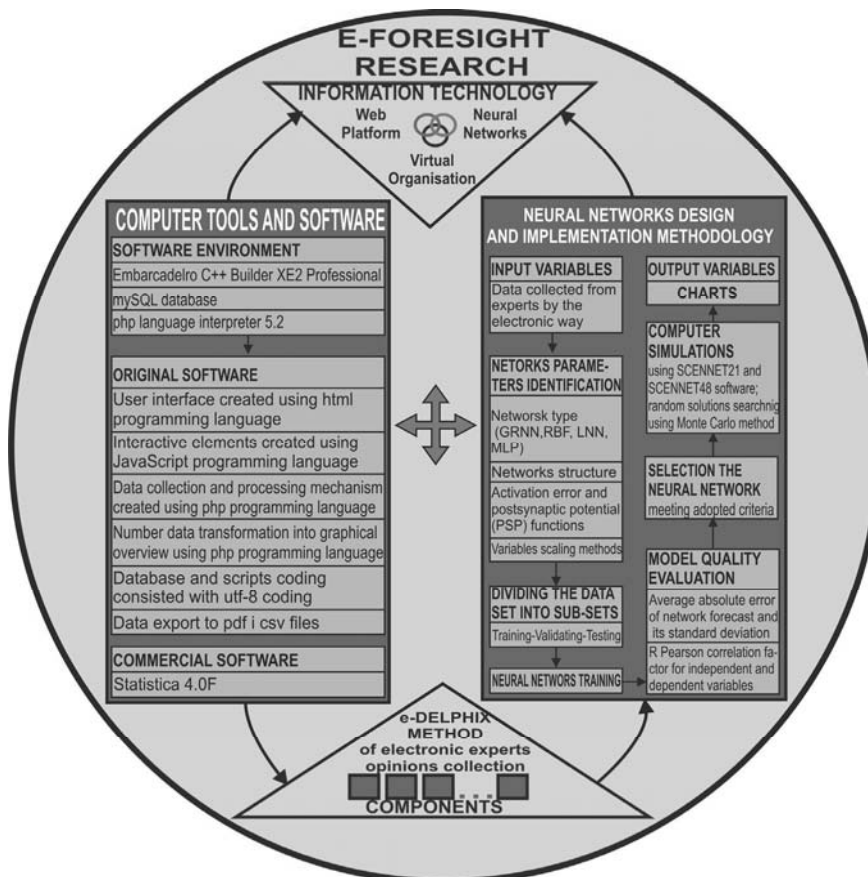 E-FORESIGHT
RESEARCH
INFORMATION TECHNOLOGY
Web
Platform
Neural
Networks
Virtual
Organisation
COMPUTER TOOLS AND SOFTWARE
SOFTWARE ENVIRONMENT
Embarcadelro C++ Builder XE2 Professional
mySQL database
php language interpreter 5.2
ORIGINAL SOFTWARE
User interface created using html
programming language
Interactive elements created using
JavaScript programming language
Data collection and processing mechanism
created using php programming language
Number data transformation into graphical
overview using php programming language
Database and scripts coding
consisted with utf-8 coding
Data export to pdf i csv files
COMMERCIAL SOFTWARE
Statistica 4.0F
NEURAL NETWORKS DESIGN
AND IMPLEMENTATION METHODOLOGY
INPUT VARIABLES
Data collected from
experts by the
electronic way
NETORKS PARAME-
TERS IDENTIFICATION
Networsk type
(GRNN,RBF, LNN,
MLP)
Networks structure
Activation error and
postsynaptic potential
(PSP) functions
Variables scaling methods
DIVIDING THE DATA
SET INTO SUB-SETS
Training-Validating-Testing
NEURAL NETWORS TRAINING
OUTPUT VARIABLES
CHARTS
COMPUTER
SIMULATIONS
using SCENNET21 and
SCENNET48 software;
random solutions searchnig
using Monte Carlo method
SELECTION THE
NEURAL NETWORK
meeting adopted criteria
MODEL QUALITY
EVALUATION
Average absolute error
of network forecast and
its standard deviation
R Pearson correlation fa-
ctor for independent and
dependent variables
e-DELPHIX
METHOD
of electronic experts
opinions collection
...
COMPONENTS